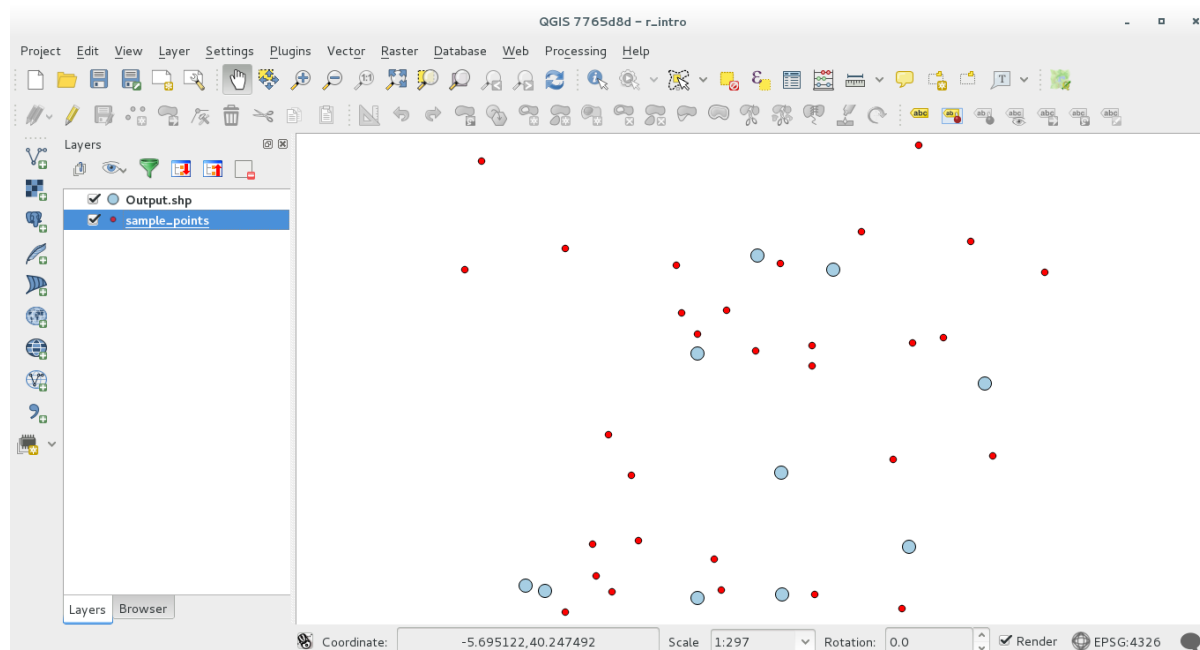 QGIS 7765d8d - r_intro
Project Edit View Layer Settings Plugins Vector Raster Database Web Processing Help
Layers
Output.shp
sample_points
Layers Browser
Coordinate: -5.695122,40.247492 Scale 1:297 Rotation: 0.0 Render EPSG:4326